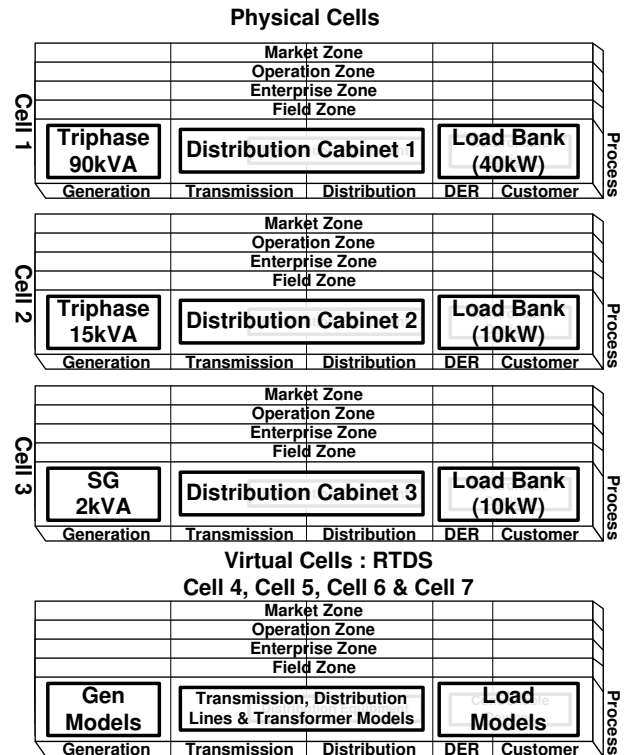 Physical Cells
Cell 1
Market Zone
Operation Zone
Enterprise Zone
Field Zone
Triphase
90kVA
Distribution Cabinet 1
Load Bank
(40kW)
Process
Generation Transmission Distribution DER Customer
Cell 2
Market Zone
Operation Zone
Enterprise Zone
Field Zone
Triphase
15kVA
Distribution Cabinet 2
Load Bank
(10kW)
Process
Generation Transmission Distribution DER Customer
Cell 3
Market Zone
Operation Zone
Enterprise Zone
Field Zone
SG
2kVA
Distribution Cabinet 3
Load Bank
(10kW)
Process
Generation Transmission Distribution DER Customer
Virtual Cells : RTDS
Cell 4, Cell 5, Cell 6 & Cell 7
Market Zone
Operation Zone
Enterprise Zone
Field Zone
Gen
Models
Transmission, Distribution
Lines & Transformer Models
Distribution Equipment
Load
Models
Process
Generation Transmission Distribution DER Customer